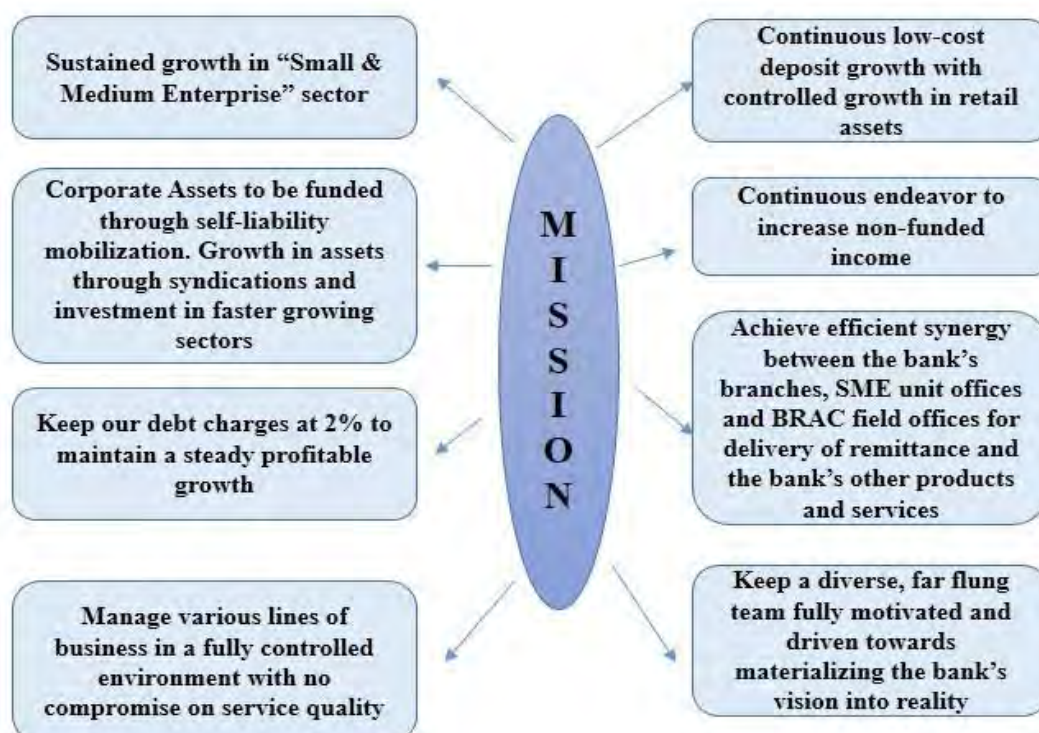 Sustained growth in “Small &
Medium Enterprise” sector
Corporate Assets to be funded
through self-liability
mobilization. Growth in assets
through syndications and
investment in faster growing
sectors
Keep our debt charges at 2% to
maintain a steady profitable
growth
Manage various lines of
business in a fully controlled
environment with no
compromise on service quality
M
I
S
S
I
O
N
Continuous low-cost
deposit growth with
controlled growth in retail
assets
Continuous endeavor to
increase non-funded
income
Achieve efficient synergy
between the bank’s
branches, SME unit offices
and BRAC field offices for
delivery of remittance and
the bank’s other products
and services
Keep a diverse, far flung
team fully motivated and
driven towards
materializing the bank’s
vision into reality